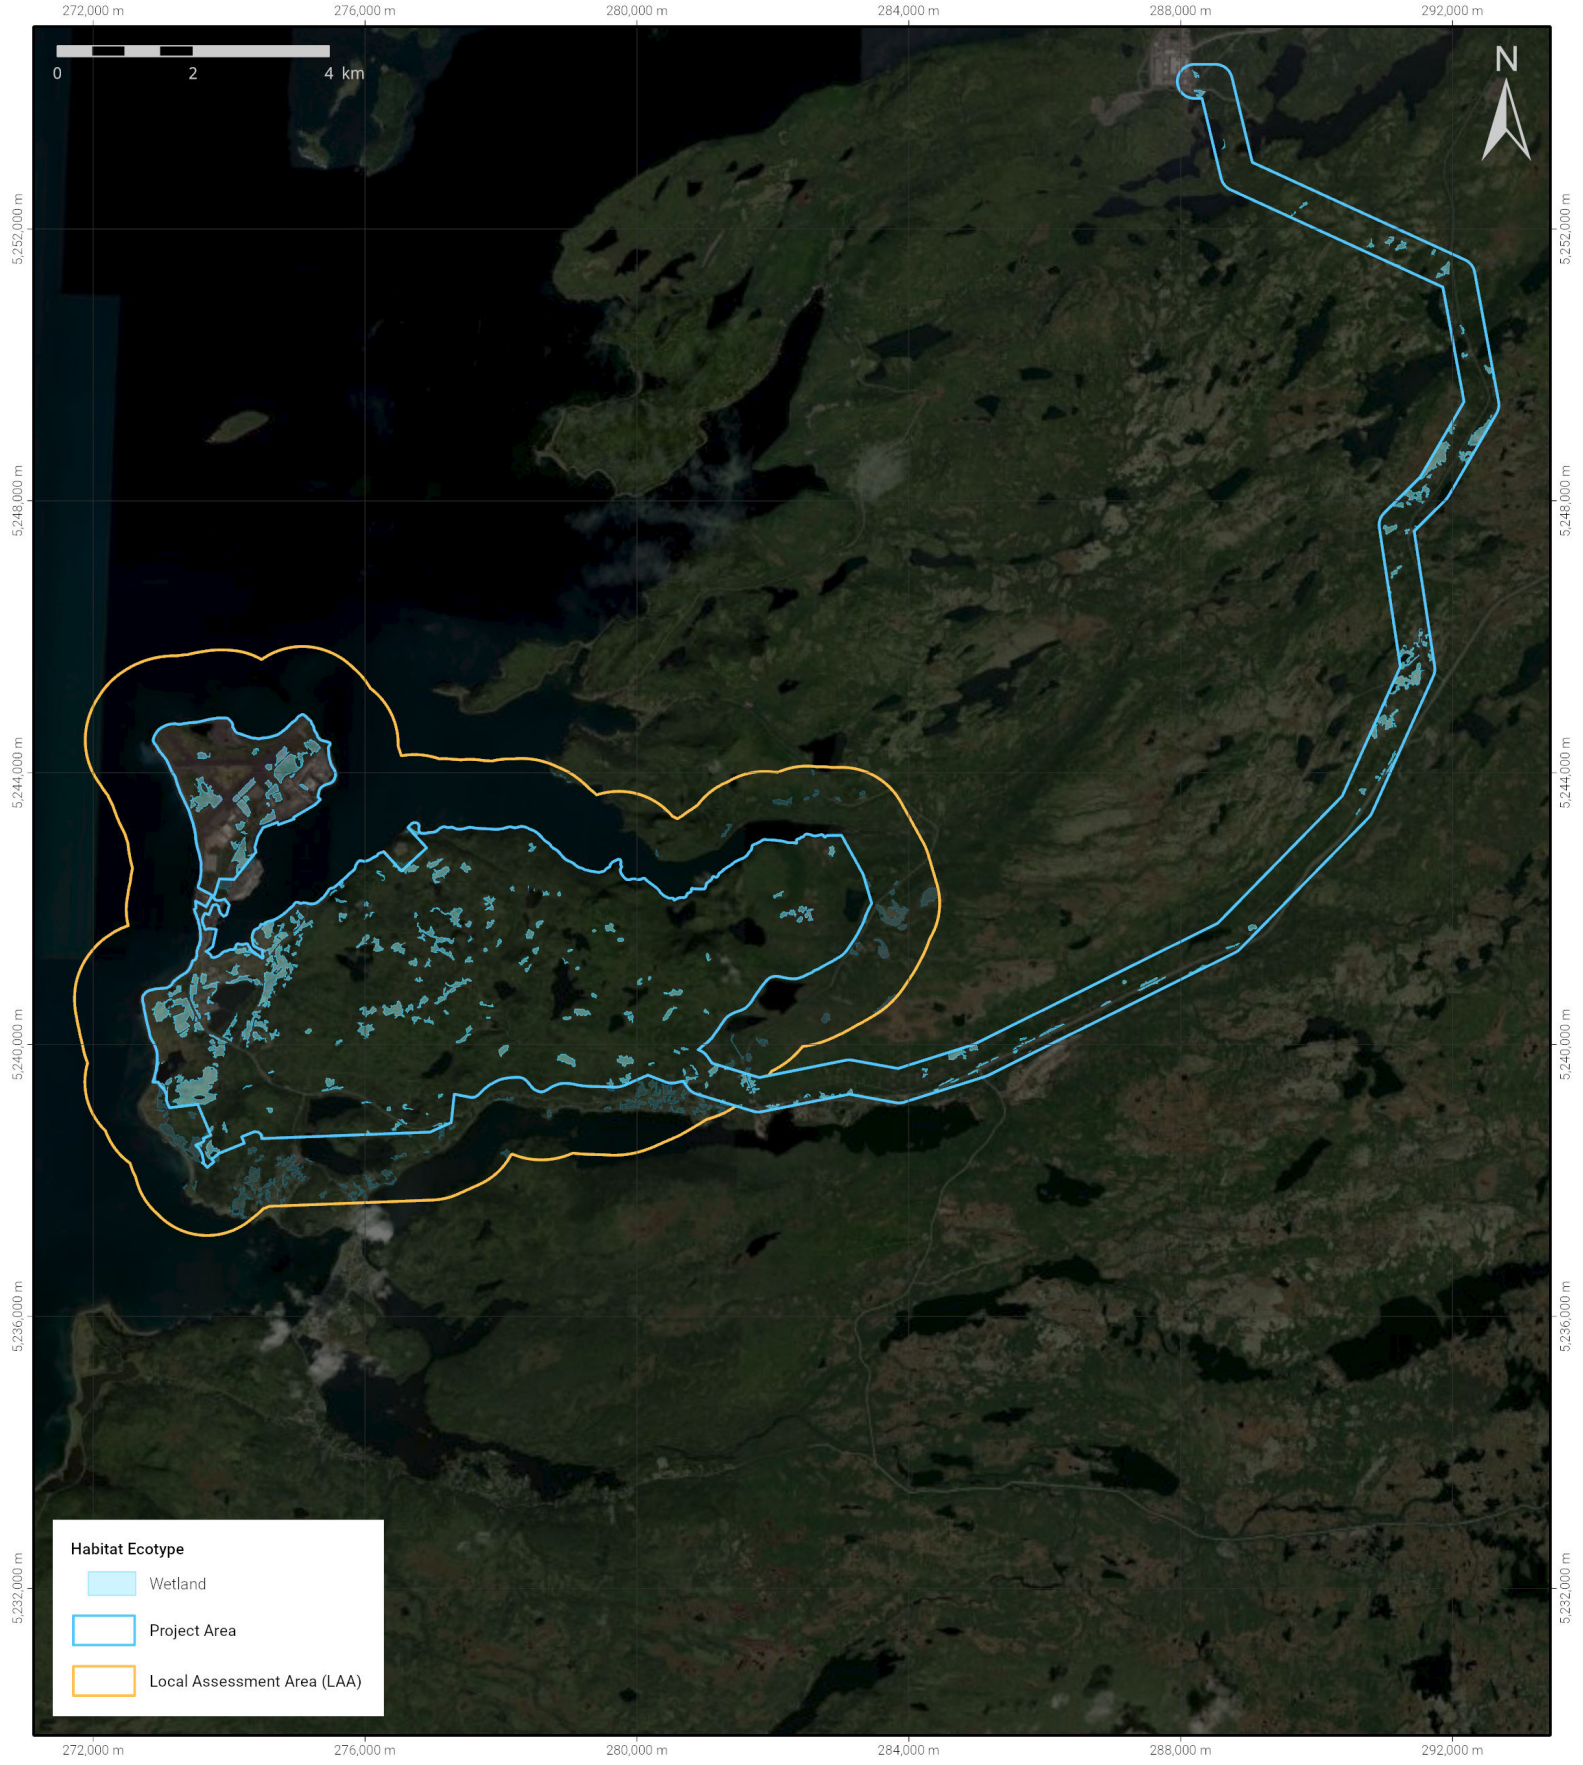 272,000 m 276,000 m 280,000 m 284,000 m 288,000 m 292,000 m
0 2 4 km
N
5,252,000 m 5,252,000 m
5,248,000 m 5,248,000 m
5,244,000 m 5,244,000 m
5,240,000 m 5,240,000 m
5,236,000 m 5,236,000 m
5,232,000 m 5,232,000 m
Habitat Ecotype
Wetland
Project Area
Local Assessment Area (LAA)
272,000 m 276,000 m 280,000 m 284,000 m 288,000 m 292,000 m